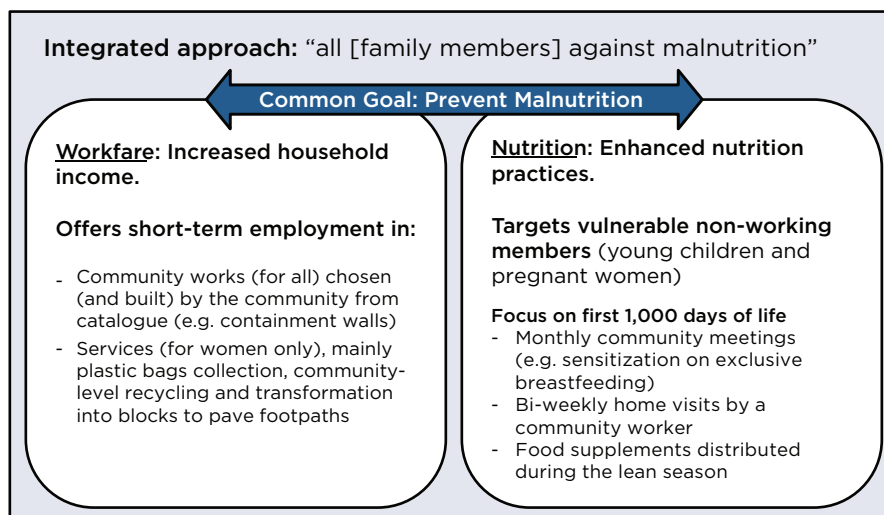 Integrated approach: “all [family members] against malnutrition”
Common Goal: Prevent Malnutrition
Workfare: Increased household
income.
Offers short-term employment in:
- Community works (for all) chosen
(and built) by the community from
catalogue (e.g. containment walls)
- Services (for women only), mainly
plastic bags collection, community-
level recycling and transformation
into blocks to pave footpaths
Nutrition: Enhanced nutrition
practices.
Targets vulnerable non-working
members (young children and
pregnant women)
Focus on first 1,000 days of life
- Monthly community meetings
(e.g. sensitization on exclusive
breastfeeding)
- Bi-weekly home visits by a
community worker
- Food supplements distributed
during the lean season